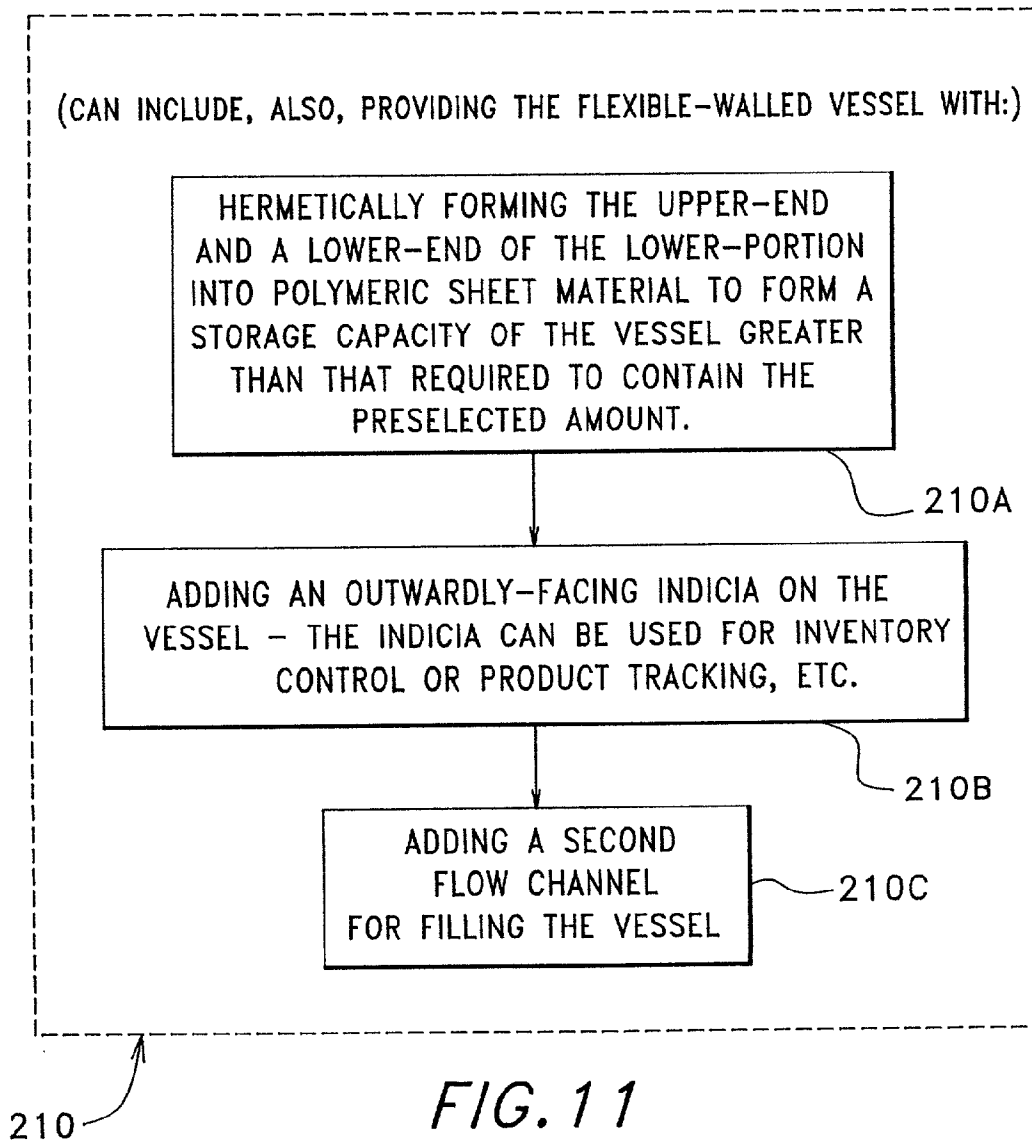 (CAN INCLUDE, ALSO, PROVIDING THE FLEXIBLE-WALLED VESSEL WITH:)
HERMETICALLY FORMING THE UPPER-END
AND A LOWER-END OF THE LOWER-PORTION
INTO POLYMERIC SHEET MATERIAL TO FORM A
STORAGE CAPACITY OF THE VESSEL GREATER
THAN THAT REQUIRED TO CONTAIN THE
PRESELECTED AMOUNT.
210A
ADDING AN OUTWARDLY-FACING INDICIA ON THE
VESSEL - THE INDICIA CAN BE USED FOR INVENTORY
CONTROL OR PRODUCT TRACKING, ETC.
210B
ADDING A SECOND
FLOW CHANNEL
FOR FILLING THE VESSEL
210C
210
FIG. 11